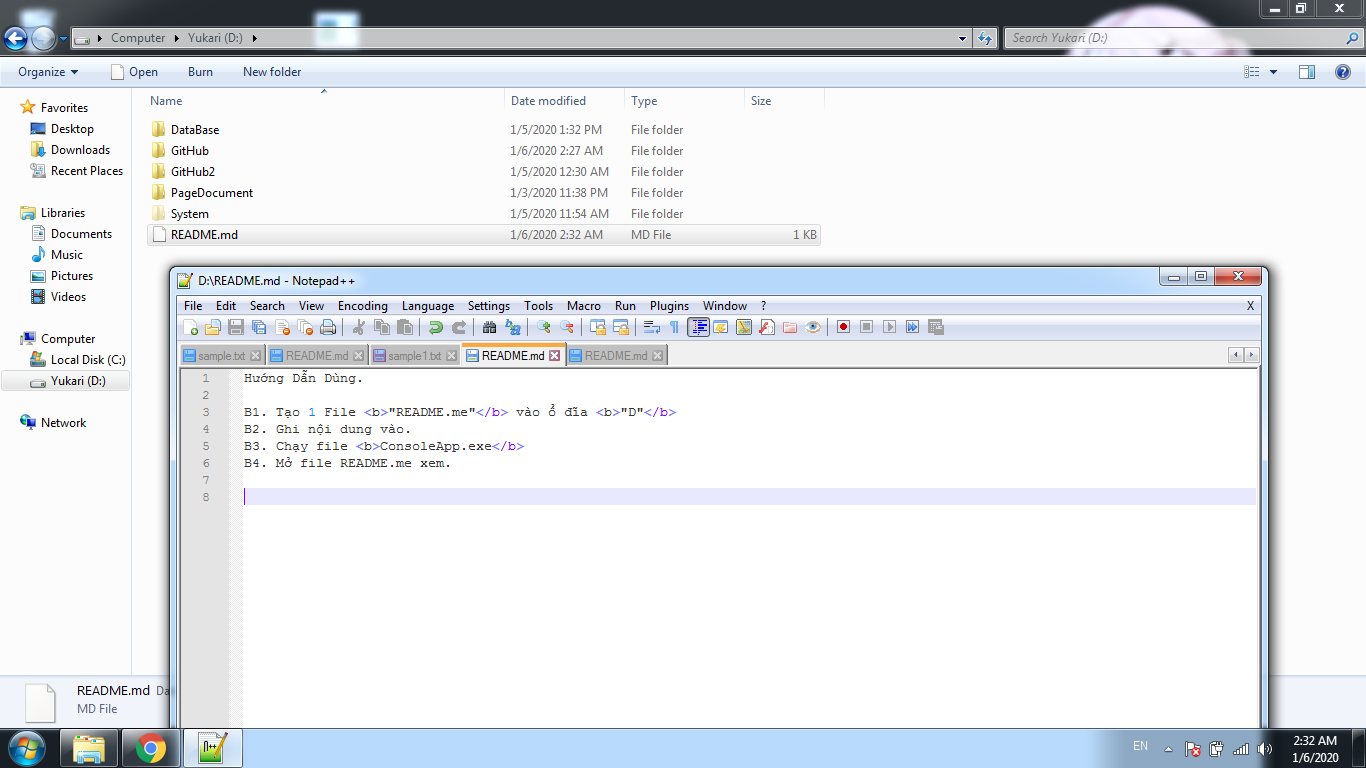 Computer Yukari (D:)
Search Yukari (D:)
Organize Open Burn New folder
Name Date modified Type Size
Favorites
Desktop
Downloads
Recent Places
Libraries
Documents
Music
Pictures
Videos
Computer
Local Disk (C:)
Yukari (D:)
Network
DataBase 1/5/2020 1:32 PM File folder
GitHub 1/6/2020 2:27 AM File folder
GitHub2 1/5/2020 12:30 AM File folder
PageDocument 1/3/2020 11:38 PM File folder
System 1/5/2020 11:54 AM File folder
README.md 1/6/2020 2:32 AM MD File 1 KB
D:\README.md - Notepad++
File Edit Search View Encoding Language Settings Tools Macro Run Plugins Window ? X
sample.txt README.md sample1.txt README.md README.md
1 Hướng Dẫn Dùng.
2
3 B1. Tạo 1 File <b>"README.me"</b> vào ổ đĩa <b>"D"</b>
4 B2. Ghi nội dung vào.
5 B3. Chạy file <b>ConsoleApp.exe</b>
6 B4. Mở file README.me xem.
7
8
README.md Da
MD File
EN
2:32 AM
1/6/2020